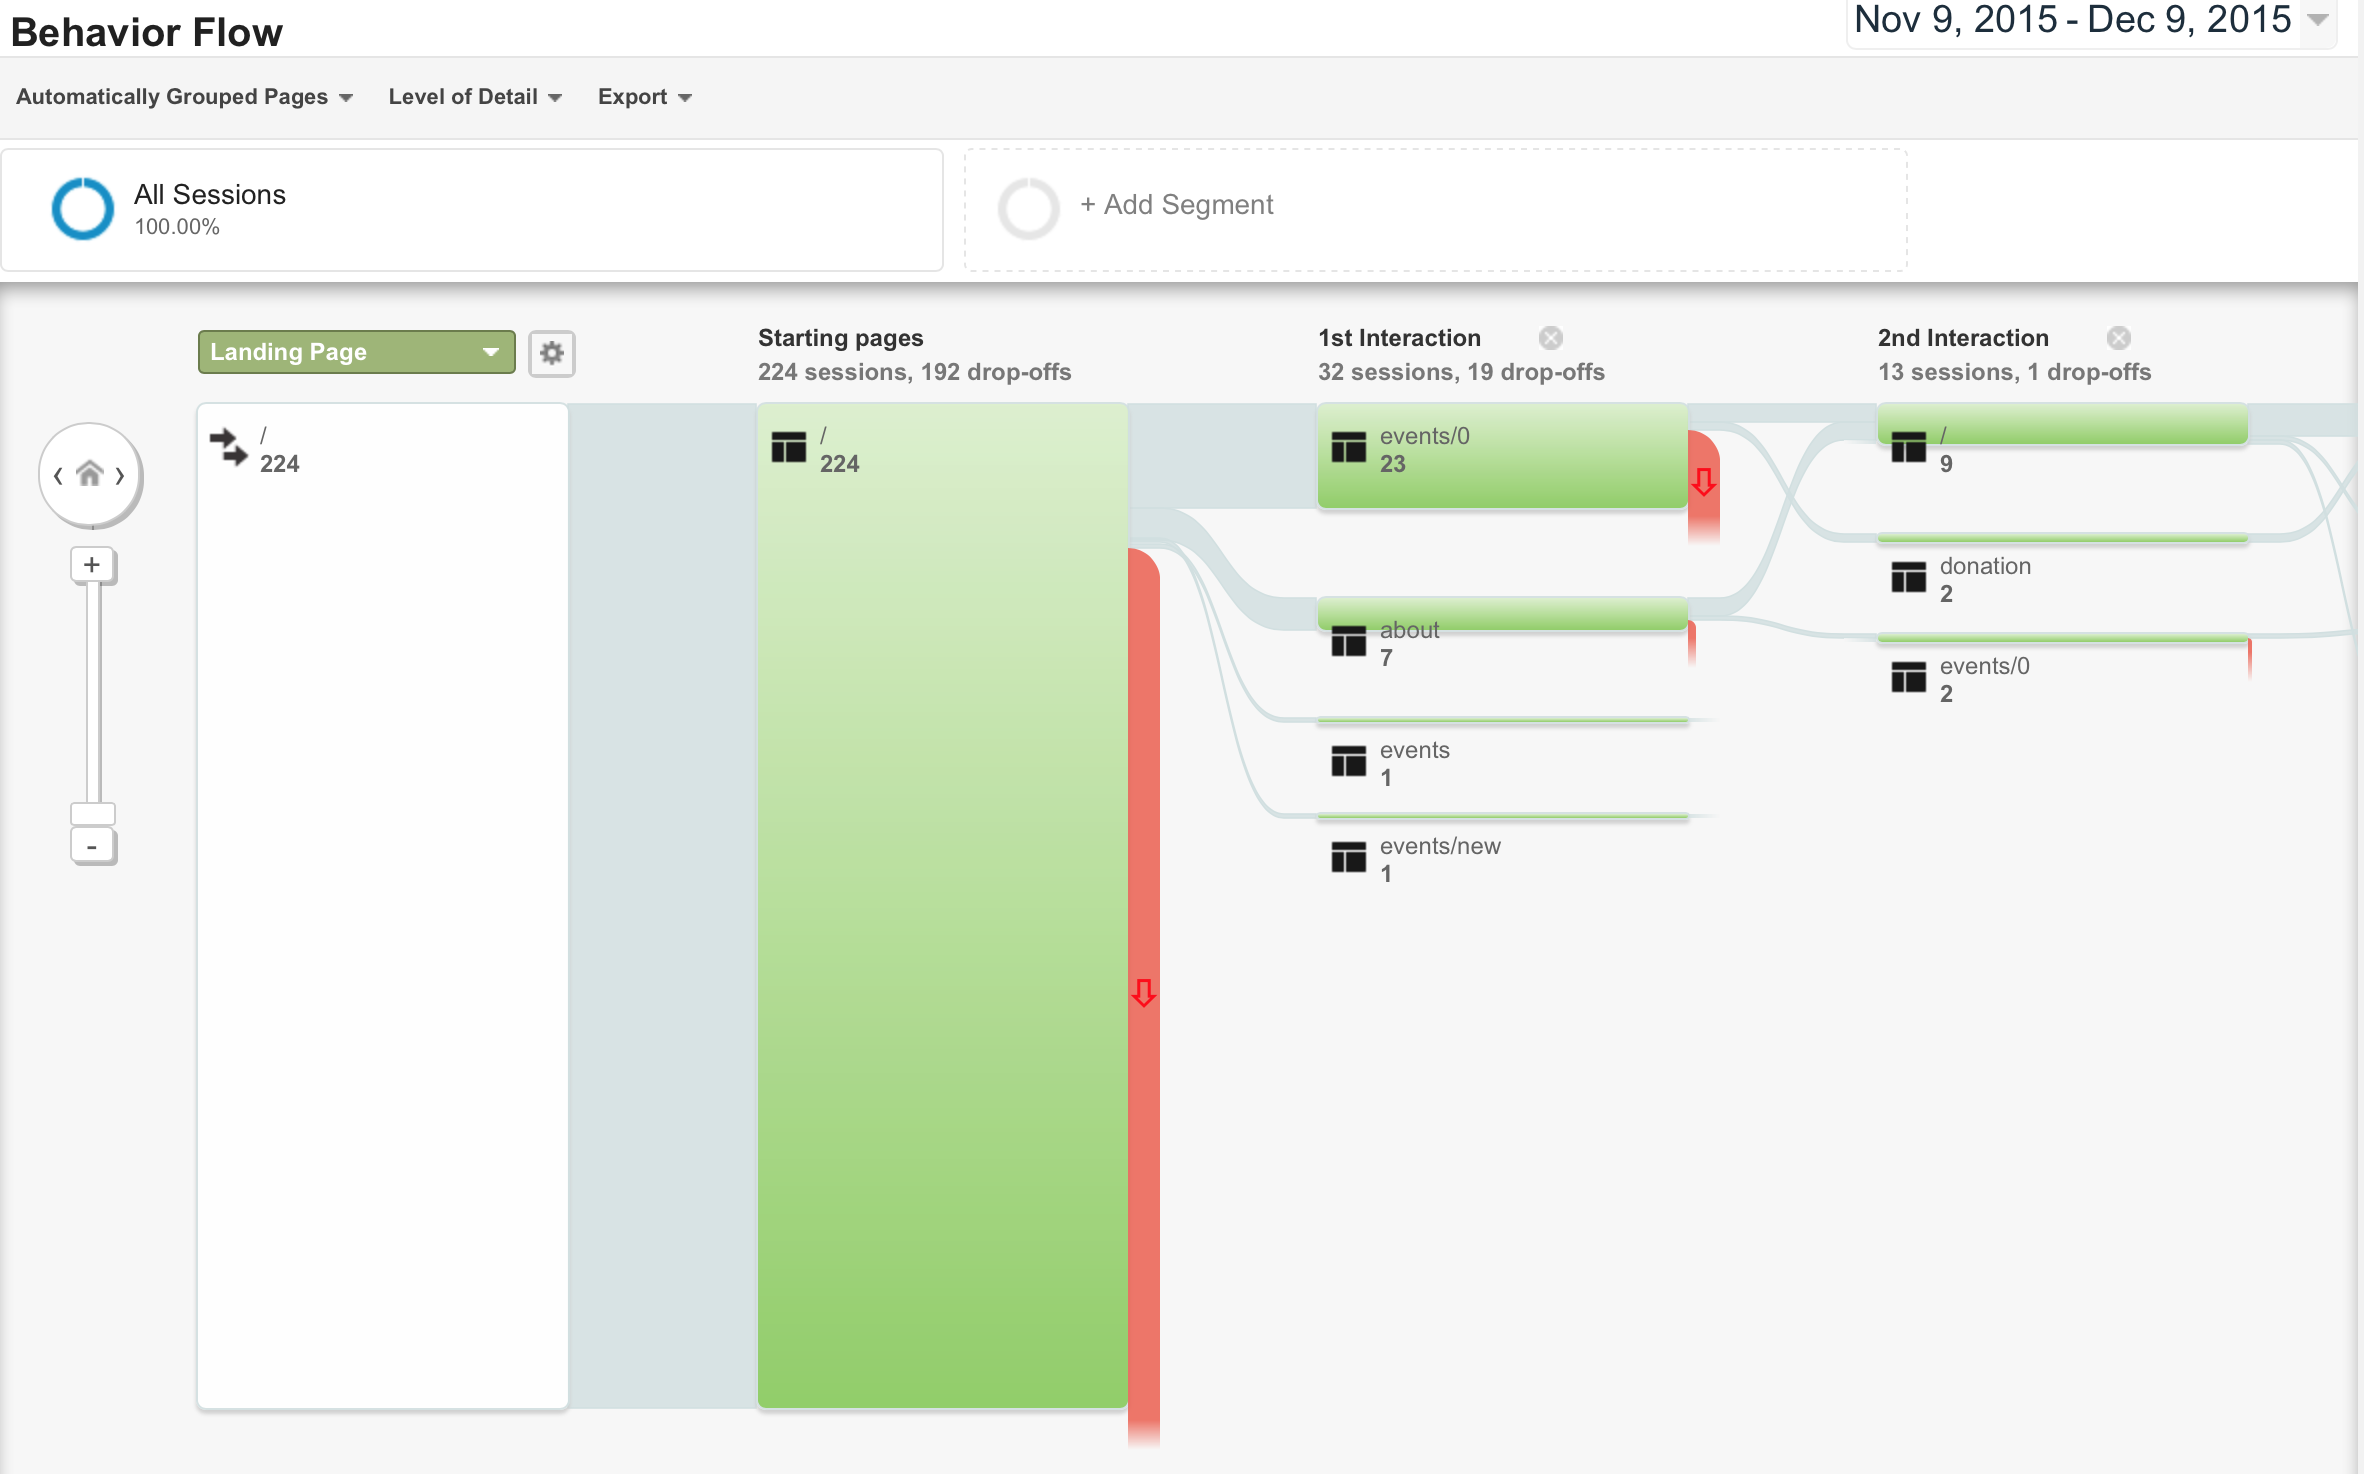 Behavior Flow
Nov 9, 2015 - Dec 9, 2015
Automatically Grouped Pages
Level of Detail
Export
All Sessions
100.00%
+ Add Segment
Landing Page
Starting pages
224 sessions, 192 drop-offs
1st Interaction
32 sessions, 19 drop-offs
2nd Interaction
13 sessions, 1 drop-offs
/
224
/
224
events/0
23
about
7
events
1
events/new
1
/
9
donation
2
events/0
2
+
-